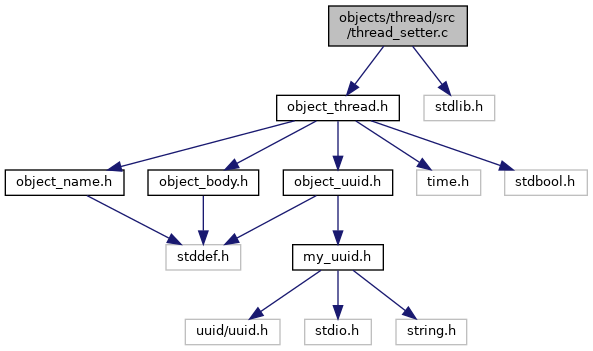 objects/thread/src
/thread_setter.c
object_thread.h
stdlib.h
object_name.h
object_body.h
object_uuid.h
time.h
stdbool.h
stddef.h
my_uuid.h
uuid/uuid.h
stdio.h
string.h